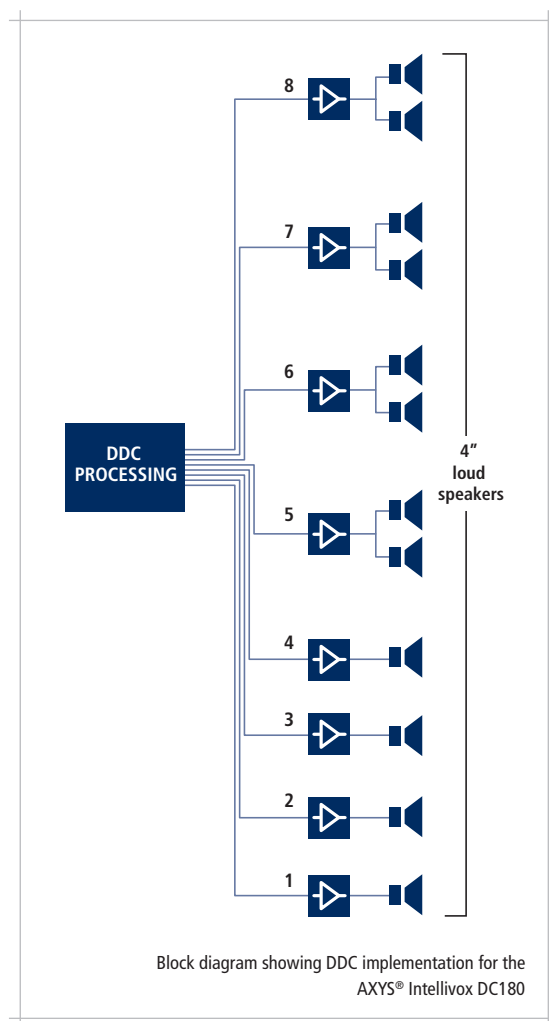 8
7
6
DDC
PROCESSING
4”
loud
speakers
5
4
3
2
1
Block diagram showing DDC implementation for the
AXYS® Intellivox DC180